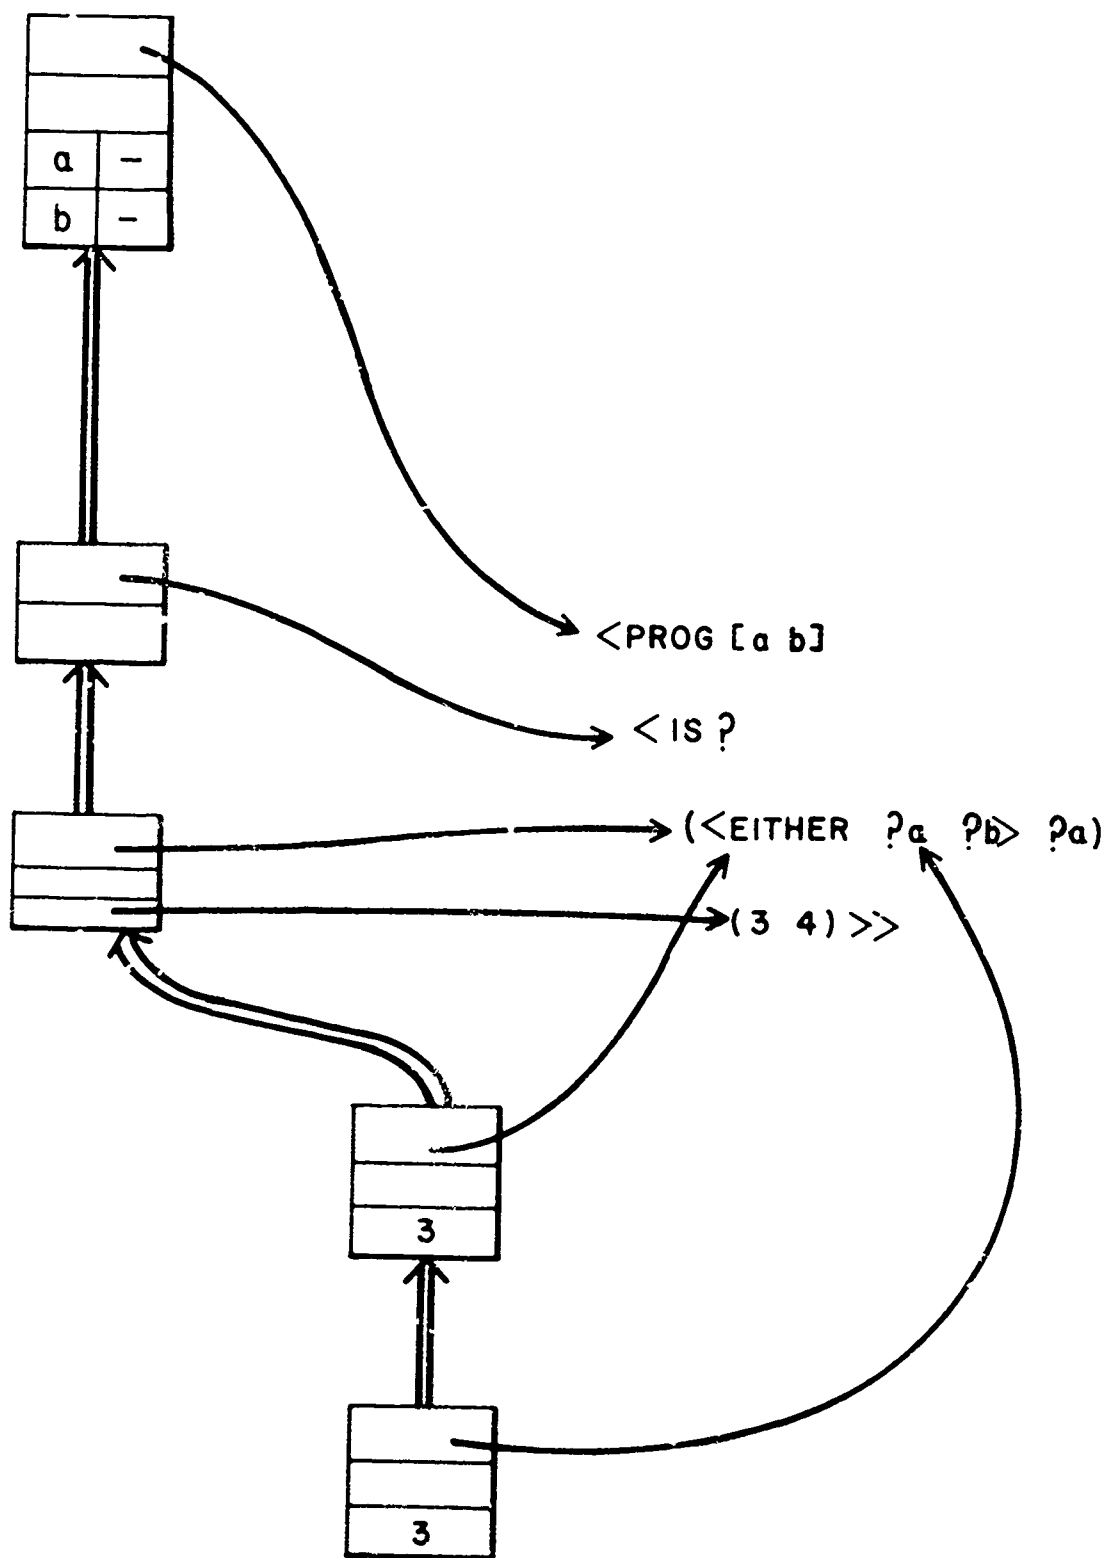 a -
b -
<PROG [a b]
< IS ?
(<EITHER ?a ?b> ?a)
(3 4) >>
3
3